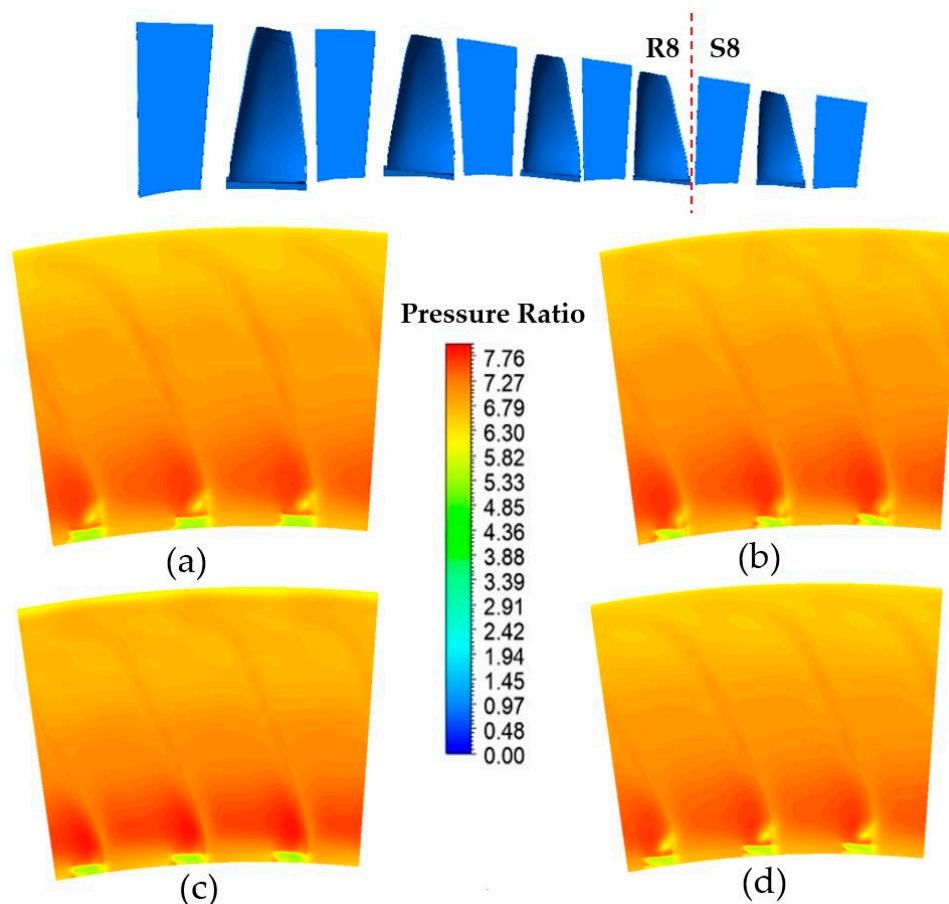 R8 S8
Pressure Ratio
7.76
7.27
6.79
6.30
5.82
5.33
4.85
4.36
3.88
3.39
2.91
2.42
1.94
1.45
0.97
0.48
0.00
(a)
(b)
(c)
(d)